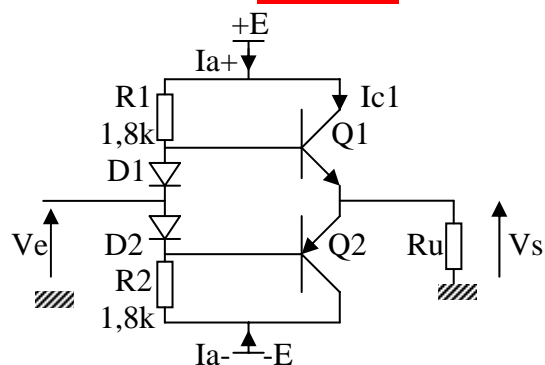 +E
Ia+
R1 Ic1
1,8k Q1
D1
Ve D2 Q2 Ru Vs
R2
1,8k
Ia- -E